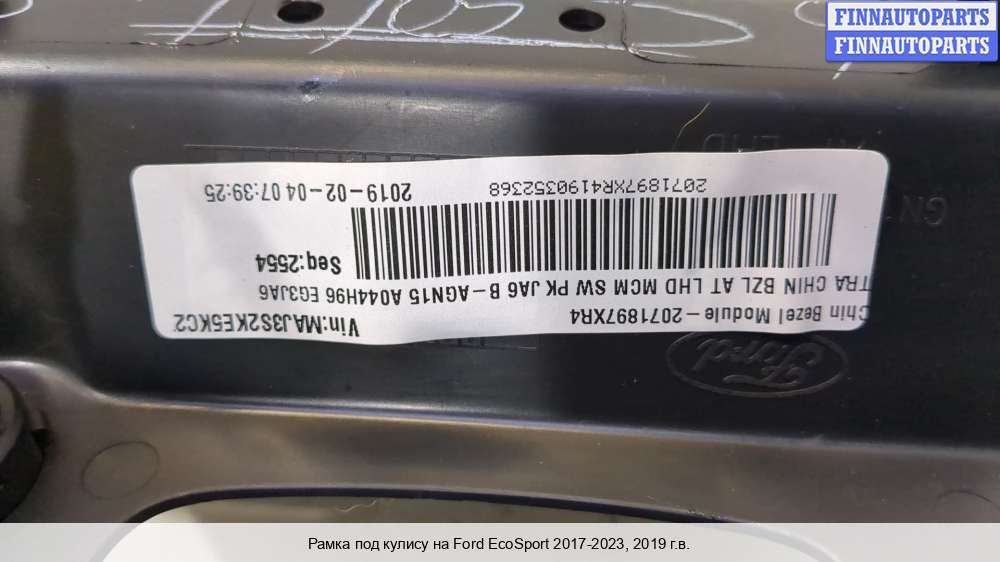 FINNAUTOPARTS
FINNAUTOPARTS
Chin Bezel Module-2071897XR4
Vin:MAJ3S2KE5KC2
TRA CHIN BZL AT LHD MCM SW PK JA6 B-AGN15 A044H96 EG3JA6
Seq:2554
2071897XR4190352368
2019-02-04 07:39:25
Ford
LHD
GN
Рамка под кулису на Ford EcoSport 2017-2023, 2019 г.в.